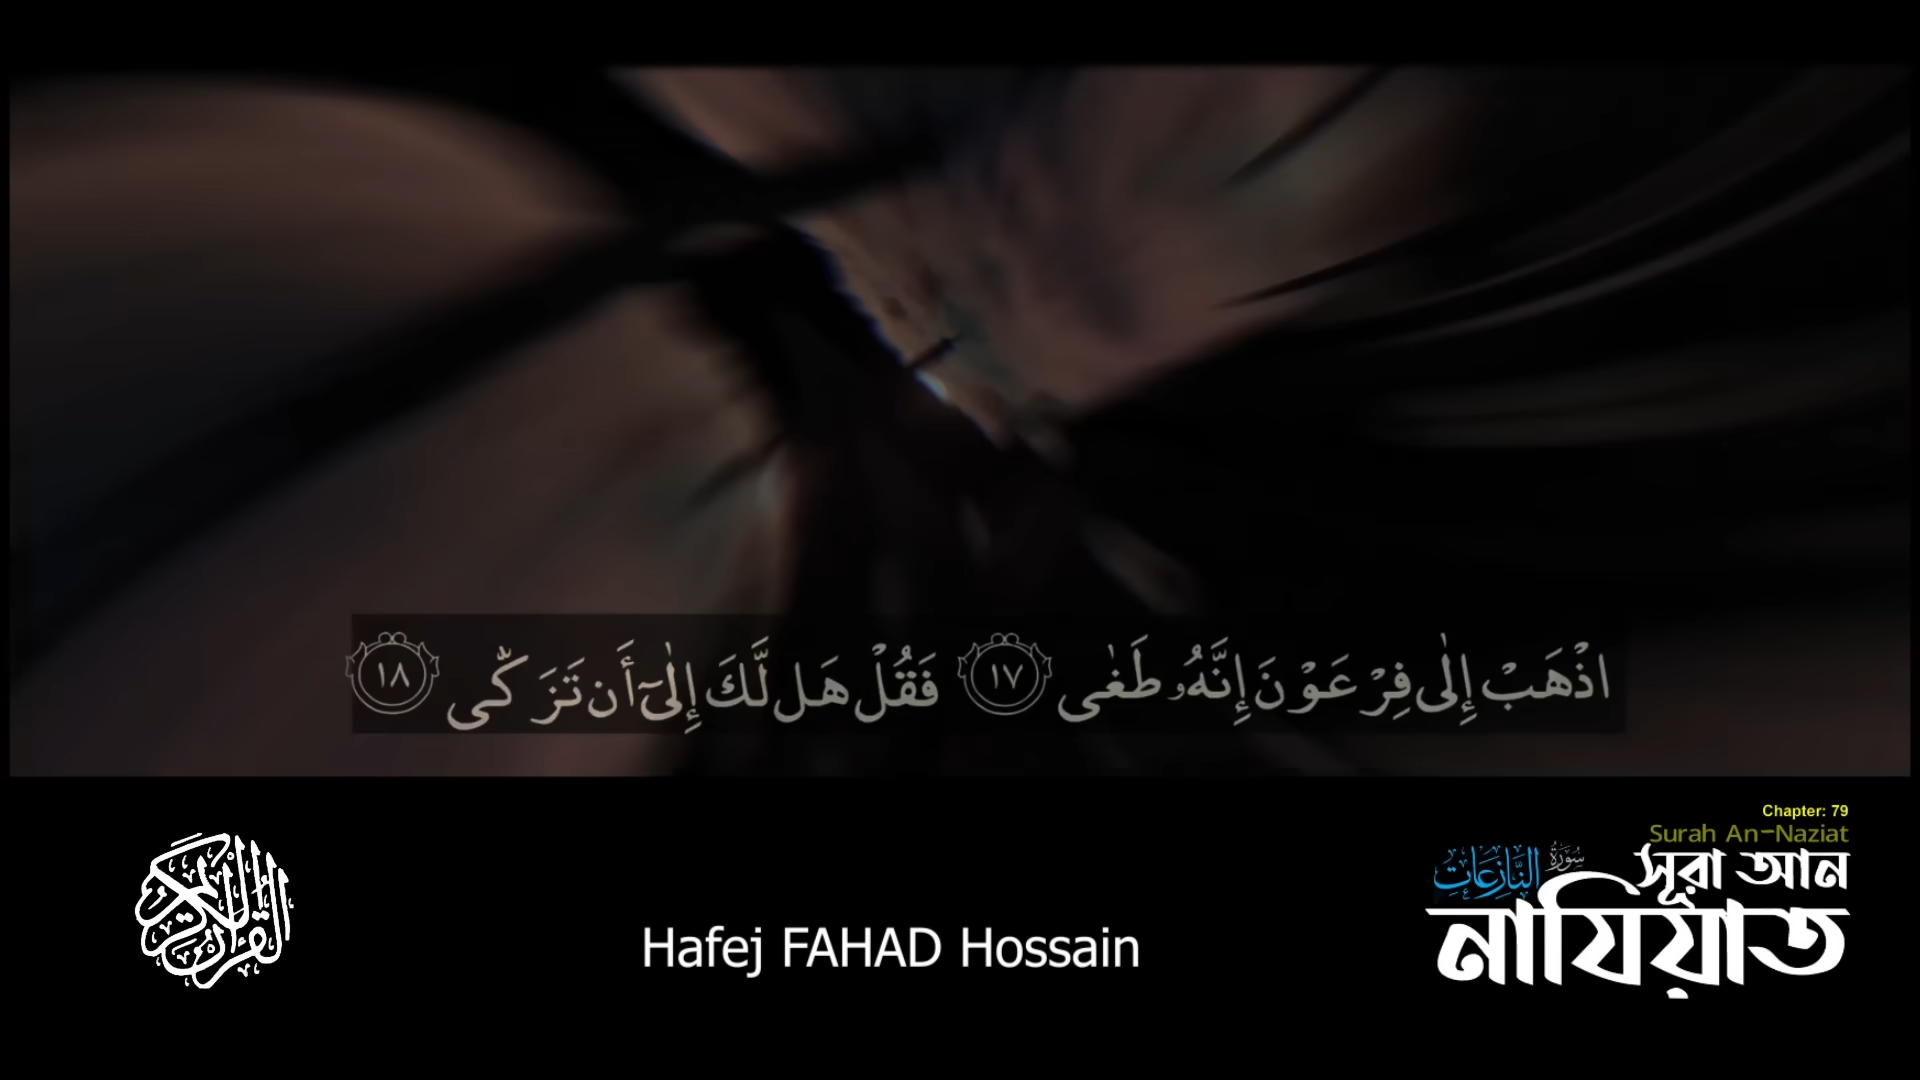 اذْهَبْ إِلَىٰ فِرْعَوْنَ إِنَّهُۥ طَغَىٰ ١٧ فَقُلْ هَل لَّكَ إِلَىٰٓ أَن تَزَكَّىٰ ١٨
القرآن الكريم
Hafej FAHAD Hossain
Chapter: 79
Surah An-Naziat
سُورَةُ النَّازِعَاتِ
সূরা আন
নাযিয়াত